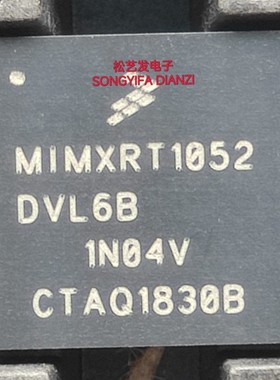 松艺发电子
SONGYIFA DIANZI
MIMXRT1052
DVL6B
1N04V
CTAQ1830B